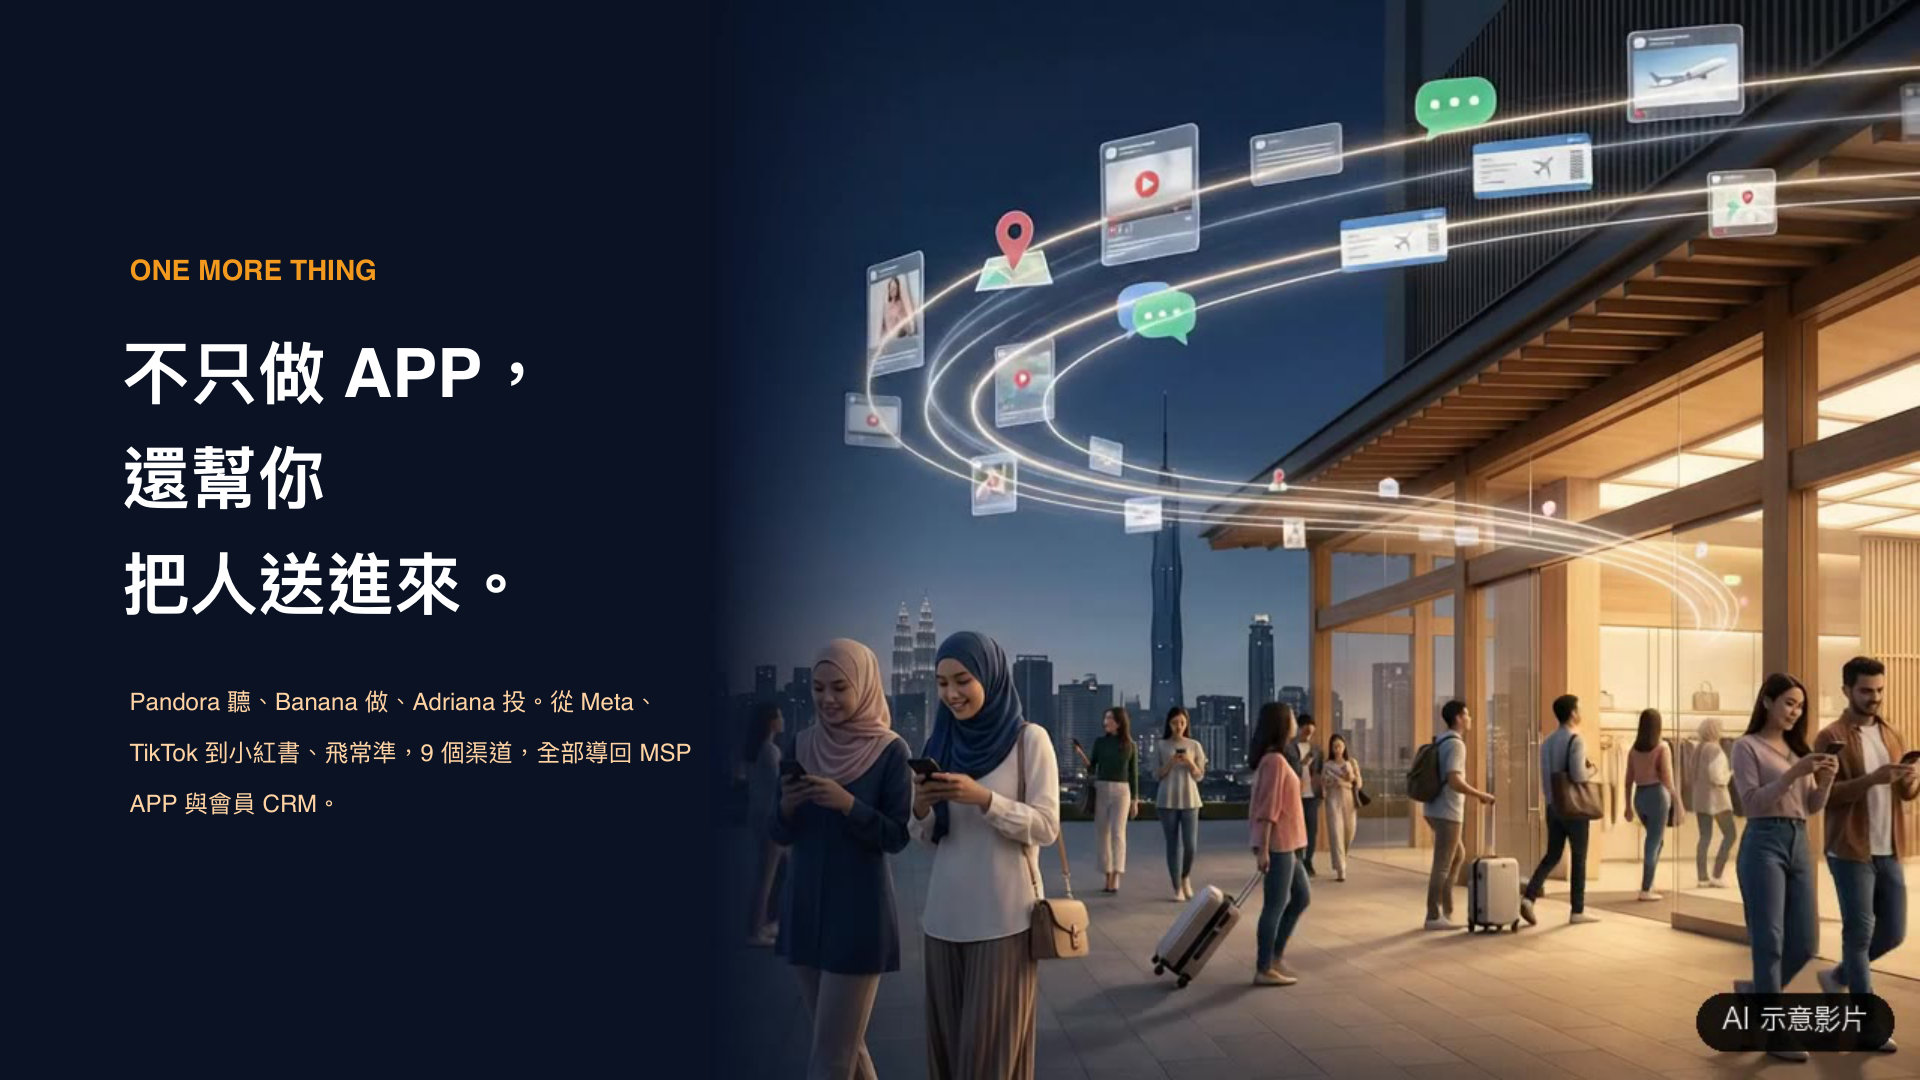 ONE MORE THING
不只做 APP，
還幫你
把人送進來。
Pandora 聽、Banana 做、Adriana 投。從 Meta、
TikTok 到小紅書、飛常準，9 個渠道，全部導回 MSP
APP 與會員 CRM。
AI 示意影片